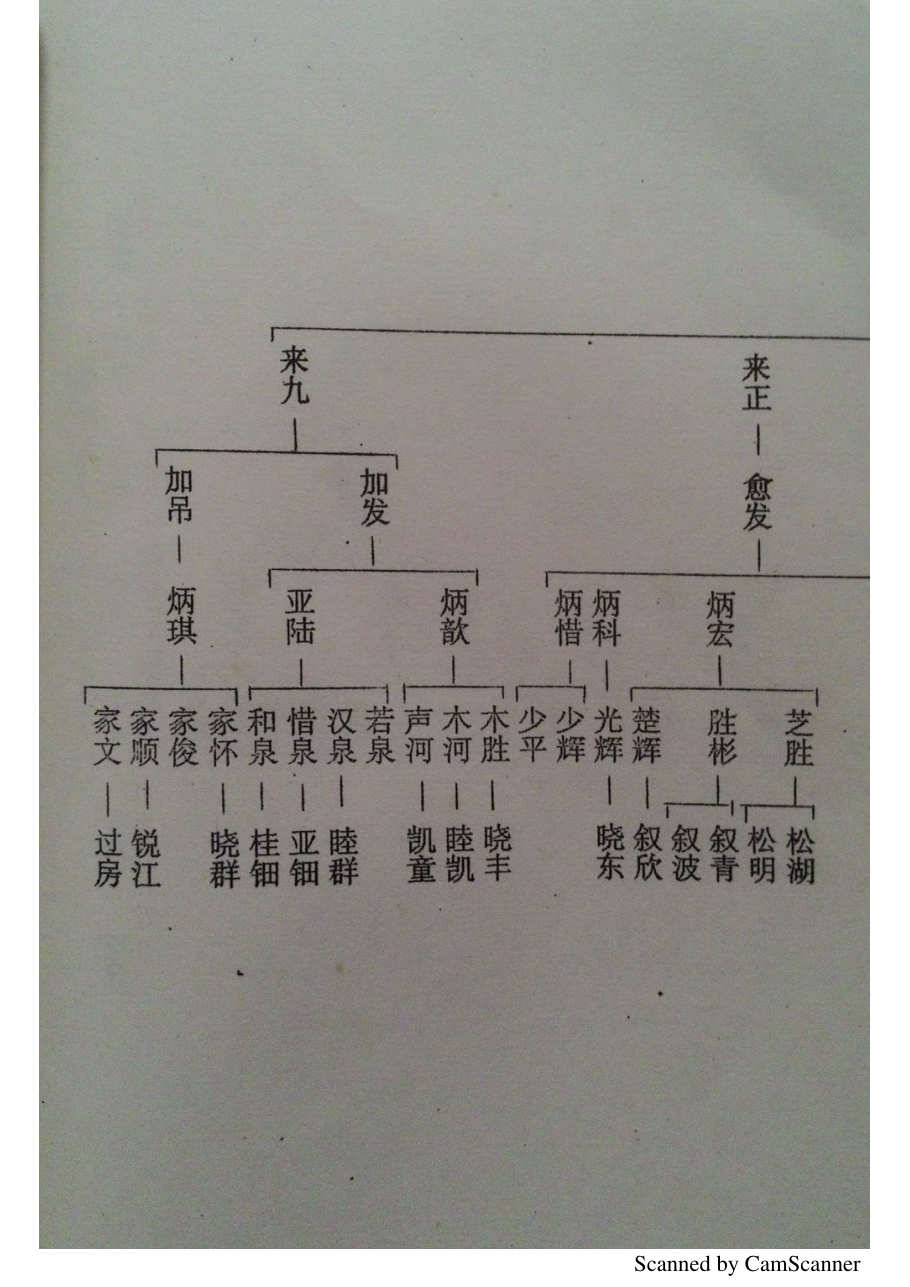 来正
来九
愈发
加发
加吊
炳宏
炳科
炳惜
炳歆
亚陆
炳琪
芝胜
胜彬
楚辉
光辉
少辉
少平
木胜
木河
声河
若泉
汉泉
惜泉
和泉
家怀
家俊
家顺
家文
松湖
松明
叙青
叙波
叙欣
晓东
晓丰
睦凯
凯童
睦群
亚钿
桂钿
晓群
锐江
过房
Scanned by CamScanner